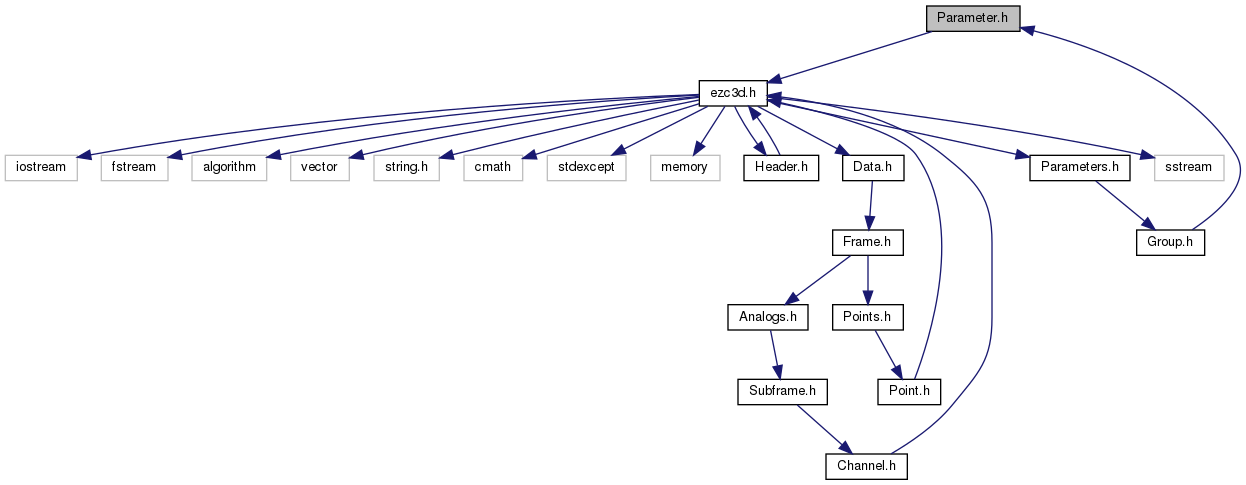 Parameter.h
ezc3d.h
iostream
fstream
algorithm
vector
string.h
cmath
stdexcept
memory
Header.h
Data.h
Parameters.h
sstream
Frame.h
Group.h
Analogs.h
Points.h
Subframe.h
Point.h
Channel.h